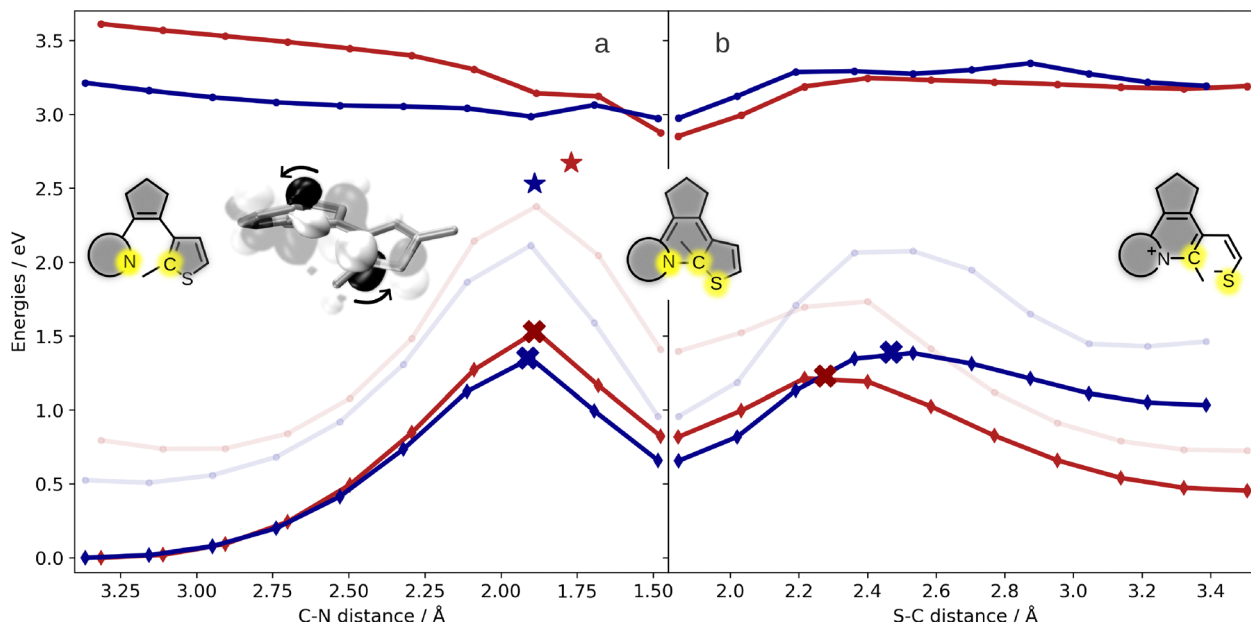 a
b
3.5
3.0
2.5
2.0
1.5
1.0
0.5
0.0
Energies / eV
N
C
S
N
C
S
+
N
C
-
S
3.25 3.00 2.75 2.50 2.25 2.00 1.75 1.50
2.0 2.2 2.4 2.6 2.8 3.0 3.2 3.4
C-N distance / Å
S-C distance / Å